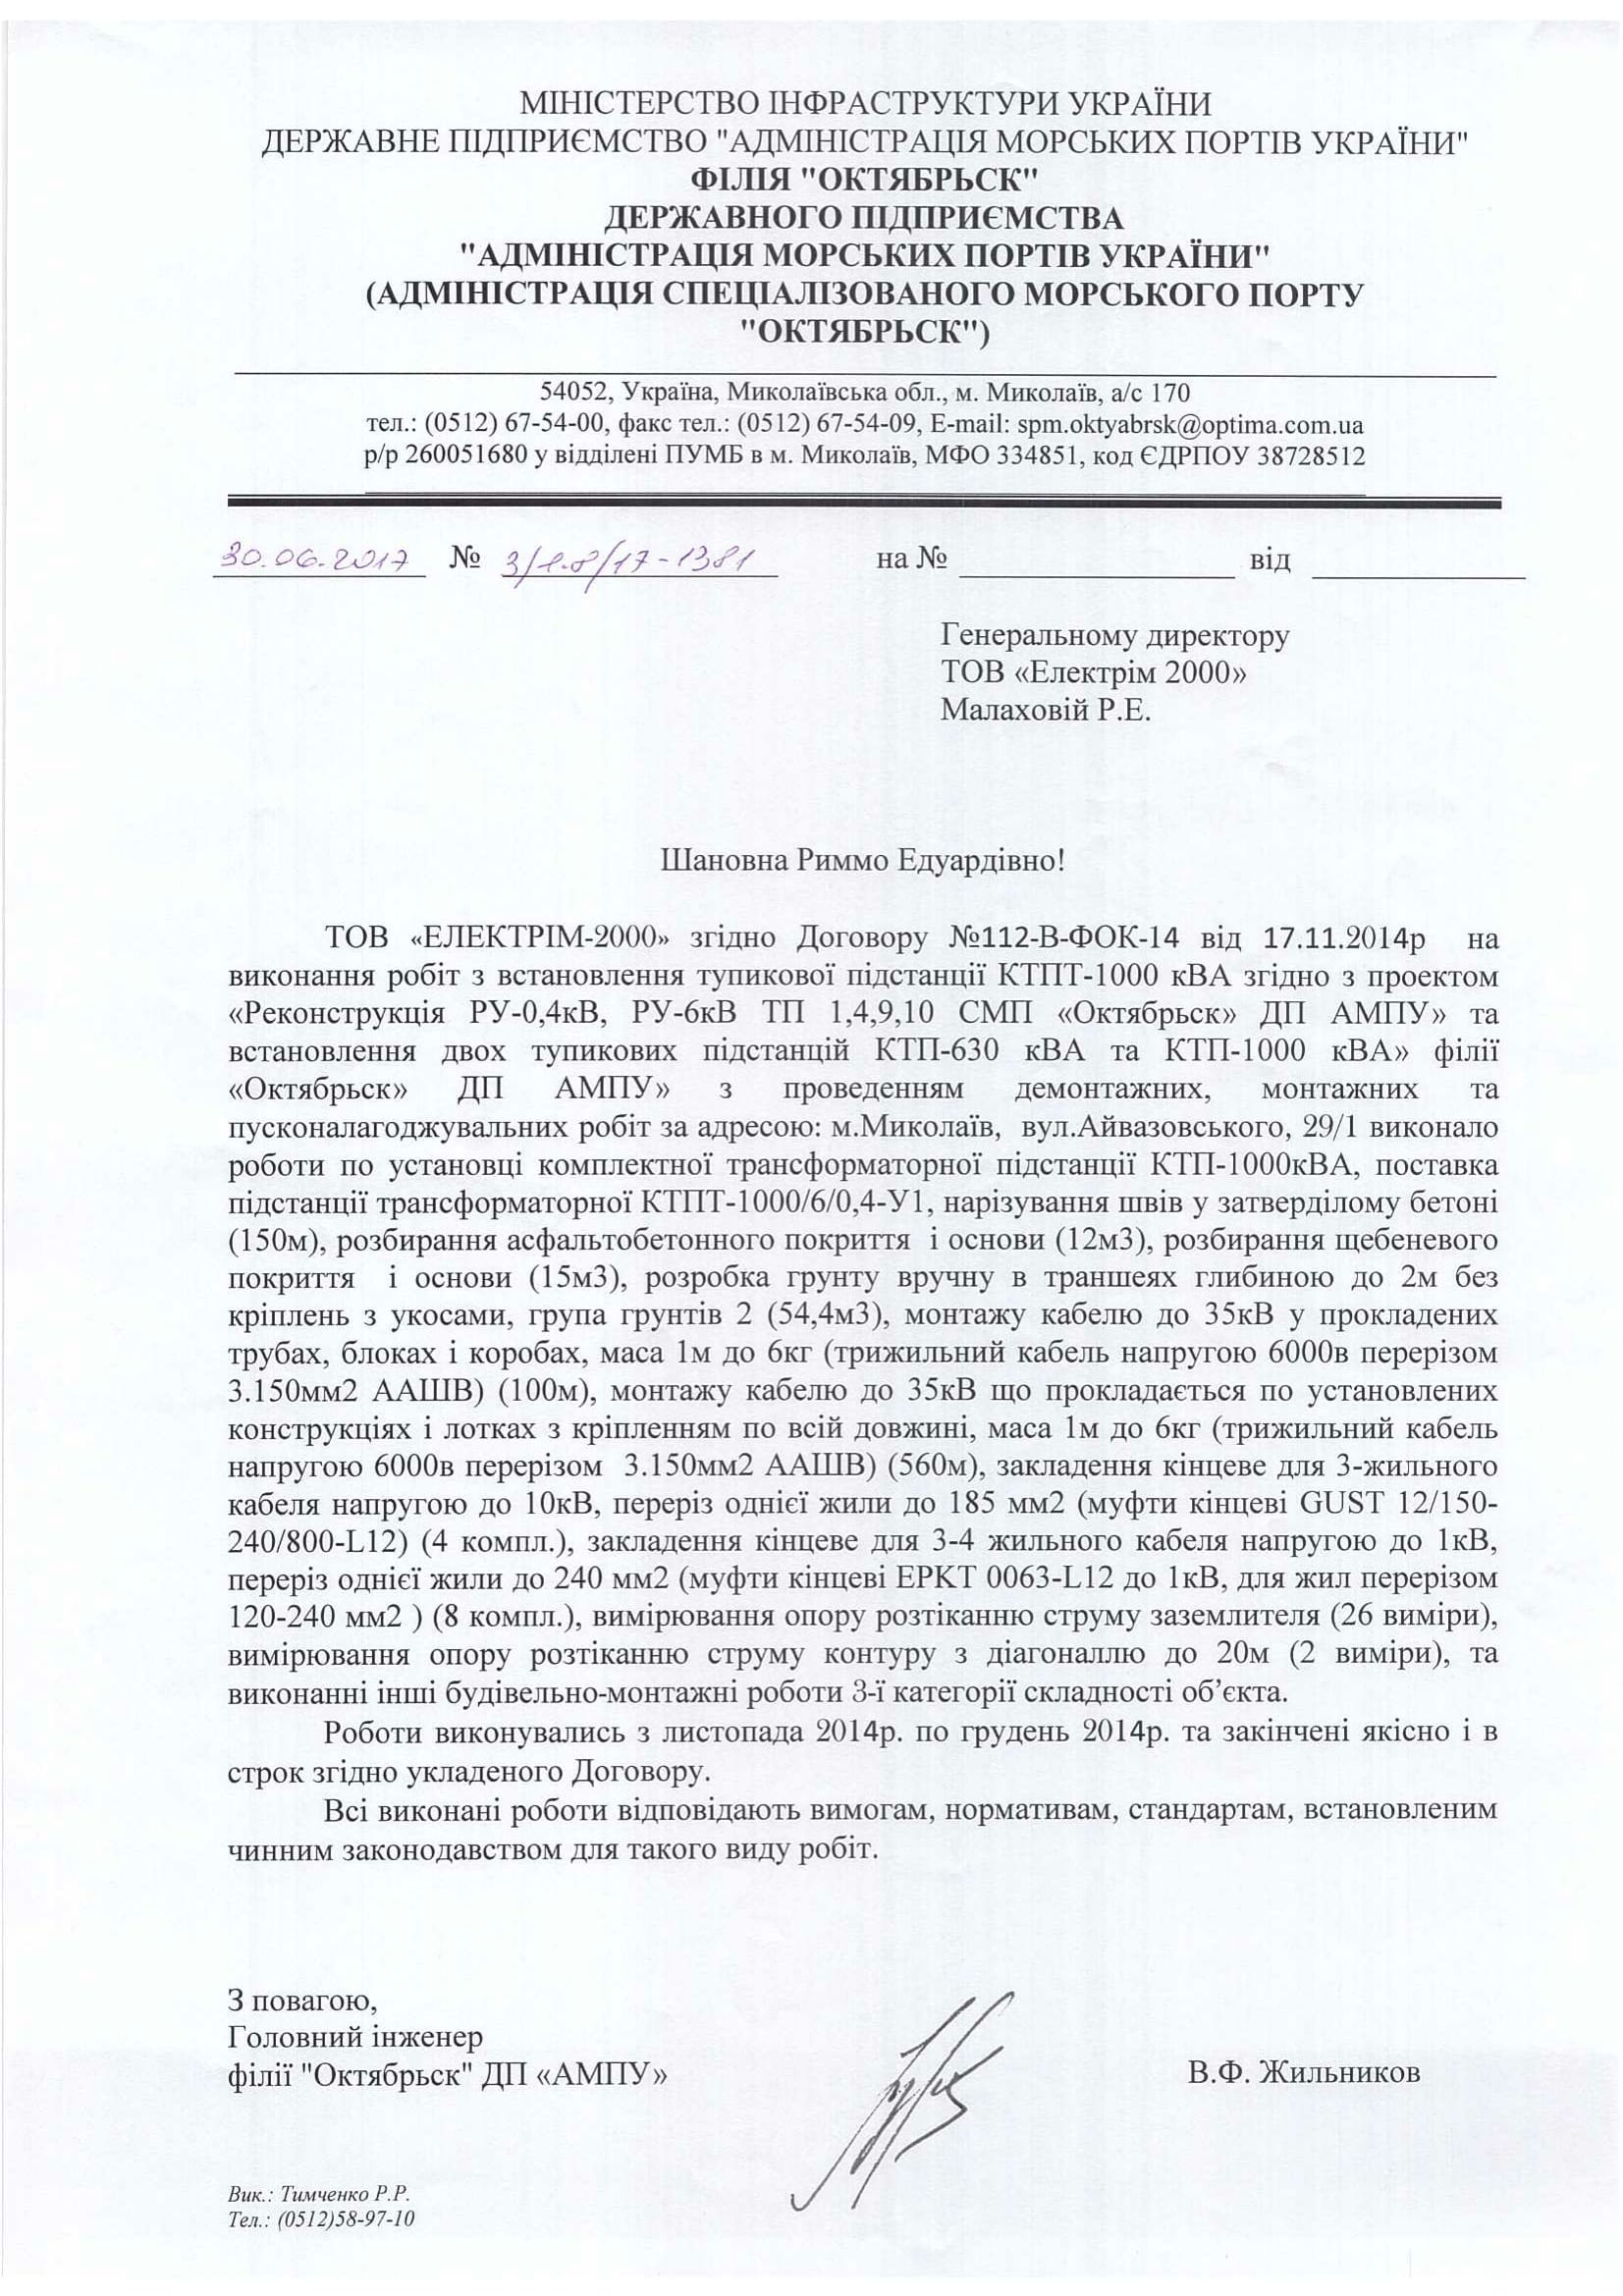 МІНІСТЕРСТВО ІНФРАСТРУКТУРИ УКРАЇНИ
ДЕРЖАВНЕ ПІДПРИЄМСТВО "АДМІНІСТРАЦІЯ МОРСЬКИХ ПОРТІВ УКРАЇНИ"
ФІЛІЯ "ОКТЯБРЬСК"
ДЕРЖАВНОГО ПІДПРИЄМСТВА
"АДМІНІСТРАЦІЯ МОРСЬКИХ ПОРТІВ УКРАЇНИ"
(АДМІНІСТРАЦІЯ СПЕЦІАЛІЗОВАНОГО МОРСЬКОГО ПОРТУ
"ОКТЯБРЬСК")
54052, Україна, Миколаївська обл., м. Миколаїв, а/с 170
тел.: (0512) 67-54-00, факс тел.: (0512) 67-54-09, E-mail: spm.oktyabrsk@optima.com.ua
р/р 260051680 у відділені ПУМБ в м. Миколаїв, МФО 334851, код ЄДРПОУ 38728512
30.06.2017 № 3/1.8/17-1381 на № від
Генеральному директору
ТОВ «Електрім 2000»
Малаховій Р.Е.
Шановна Риммо Едуардівно!
ТОВ «ЕЛЕКТРІМ-2000» згідно Договору №112-В-ФОК-14 від 17.11.2014р на
виконання робіт з встановлення тупикової підстанції КТПТ-1000 кВА згідно з проектом
«Реконструкція РУ-0,4кВ, РУ-6кВ ТП 1,4,9,10 СМП «Октябрьск» ДП АМПУ» та
встановлення двох тупикових підстанцій КТП-630 кВА та КТП-1000 кВА» філії
«Октябрьск» ДП АМПУ» з проведенням демонтажних, монтажних та
пусконалагоджувальних робіт за адресою: м.Миколаїв, вул.Айвазовського, 29/1 виконало
роботи по установці комплектної трансформаторної підстанції КТП-1000кВА, поставка
підстанції трансформаторної КТПТ-1000/6/0,4-У1, нарізування швів у затверділому бетоні
(150м), розбирання асфальтобетонного покриття і основи (12м3), розбирання щебеневого
покриття і основи (15м3), розробка грунту вручну в траншеях глибиною до 2м без
кріплень з укосами, група грунтів 2 (54,4м3), монтажу кабелю до 35кВ у прокладених
трубах, блоках і коробах, маса 1м до 6кг (трижильний кабель напругою 6000в перерізом
3.150мм2 ААШВ) (100м), монтажу кабелю до 35кВ що прокладається по установлених
конструкціях і лотках з кріпленням по всій довжині, маса 1м до 6кг (трижильний кабель
напругою 6000в перерізом 3.150мм2 ААШВ) (560м), закладення кінцеве для 3-жильного
кабеля напругою до 10кВ, переріз однієї жили до 185 мм2 (муфти кінцеві GUST 12/150-
240/800-L12) (4 компл.), закладення кінцеве для 3-4 жильного кабеля напругою до 1кВ,
переріз однієї жили до 240 мм2 (муфти кінцеві EPKT 0063-L12 до 1кВ, для жил перерізом
120-240 мм2 ) (8 компл.), вимірювання опору розтіканню струму заземлителя (26 виміри),
вимірювання опору розтіканню струму контуру з діагоналлю до 20м (2 виміри), та
виконанні інші будівельно-монтажні роботи 3-ї категорії складності об’єкта.
Роботи виконувались з листопада 2014р. по грудень 2014р. та закінчені якісно і в
строк згідно укладеного Договору.
Всі виконані роботи відповідають вимогам, нормативам, стандартам, встановленим
чинним законодавством для такого виду робіт.
З повагою,
Головний інженер
філії "Октябрьск" ДП «АМПУ»
В.Ф. Жильников
Вик.: Тимченко Р.Р.
Тел.: (0512)58-97-10